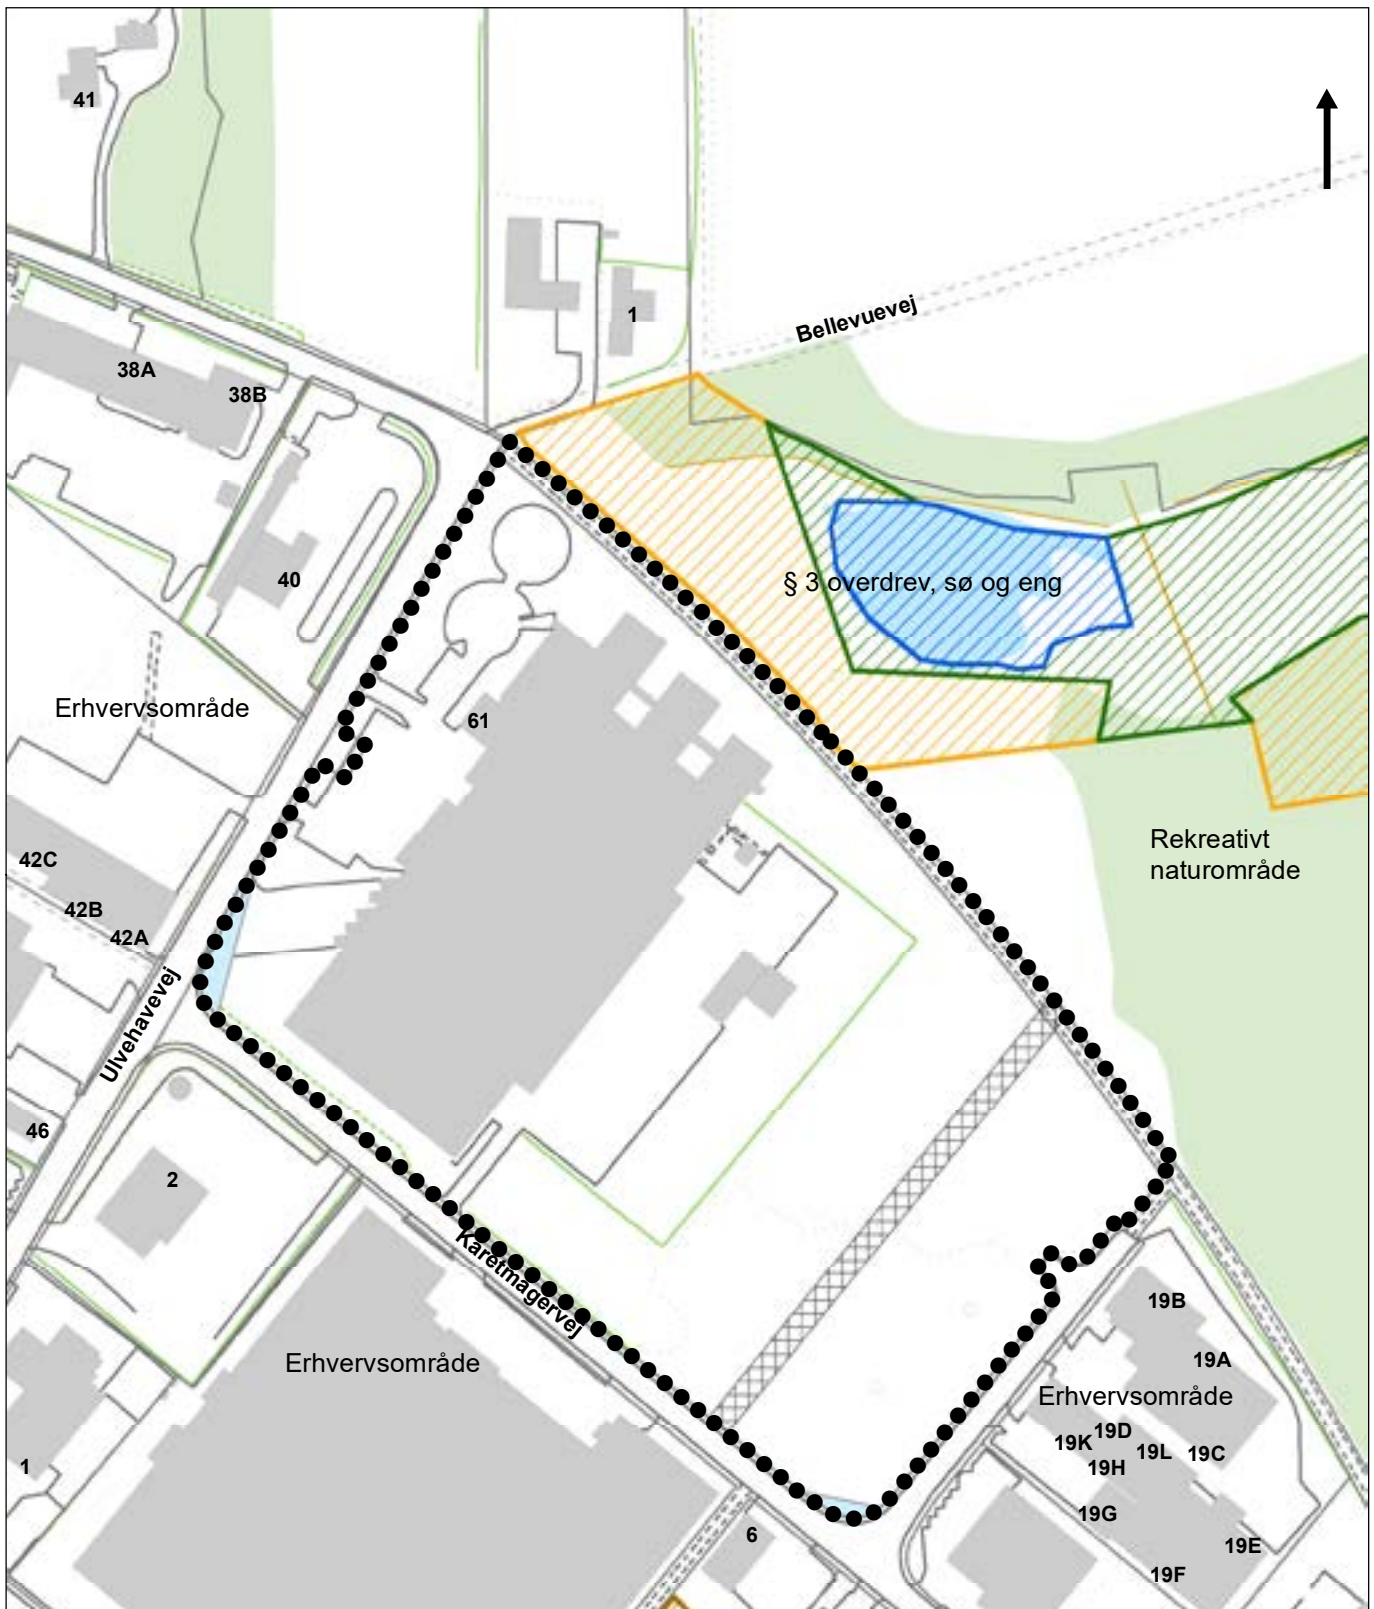 41
1
Bellevuevej
38A
38B
40
§ 3 overdrev, sø og eng
Erhvervsområde
61
Rekreativt
naturområde
42C
42B
42A
Ulvehavevej
46
2
Karetmagervej
19B
19A
Erhvervsområde
Erhvervsområde
19D
19K
19L
19C
19H
1
19G
6
19E
19F